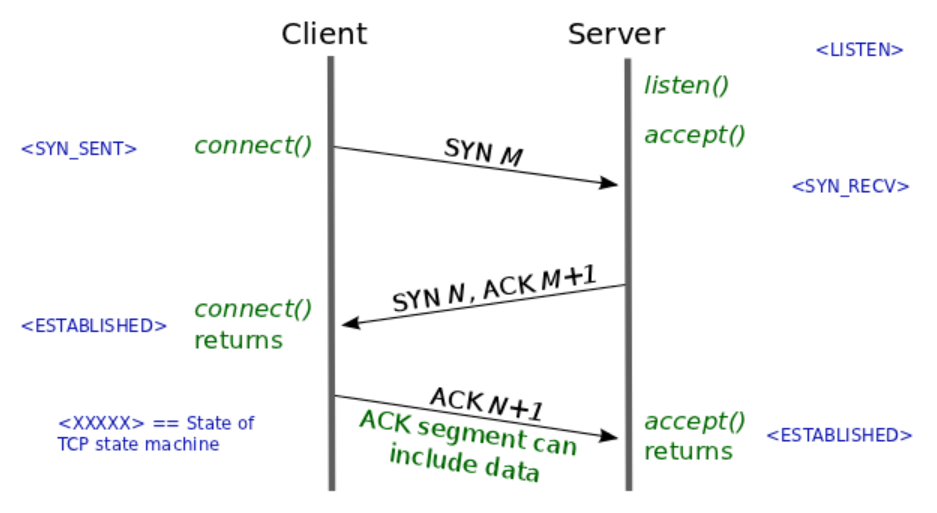 Client
Server
<LISTEN>
listen()
accept()
<SYN_SENT>
connect()
SYN M
<SYN_RECV>
SYN N, ACK M+1
connect()
returns
<ESTABLISHED>
ACK N+1
ACK segment can
include data
accept()
returns
<ESTABLISHED>
<XXXXX> == State of
TCP state machine